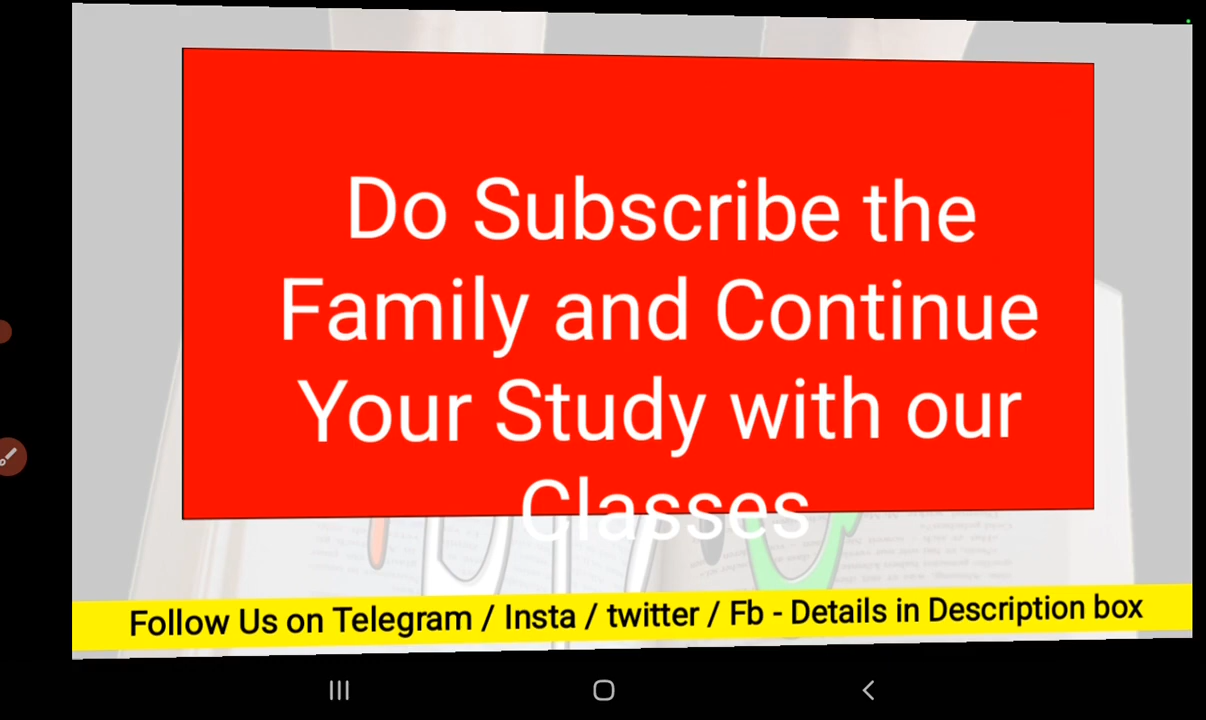 Do Subscribe the
Family and Continue
Your Study with our
Classes
Follow Us on Telegram / Insta / twitter / Fb - Details in Description box